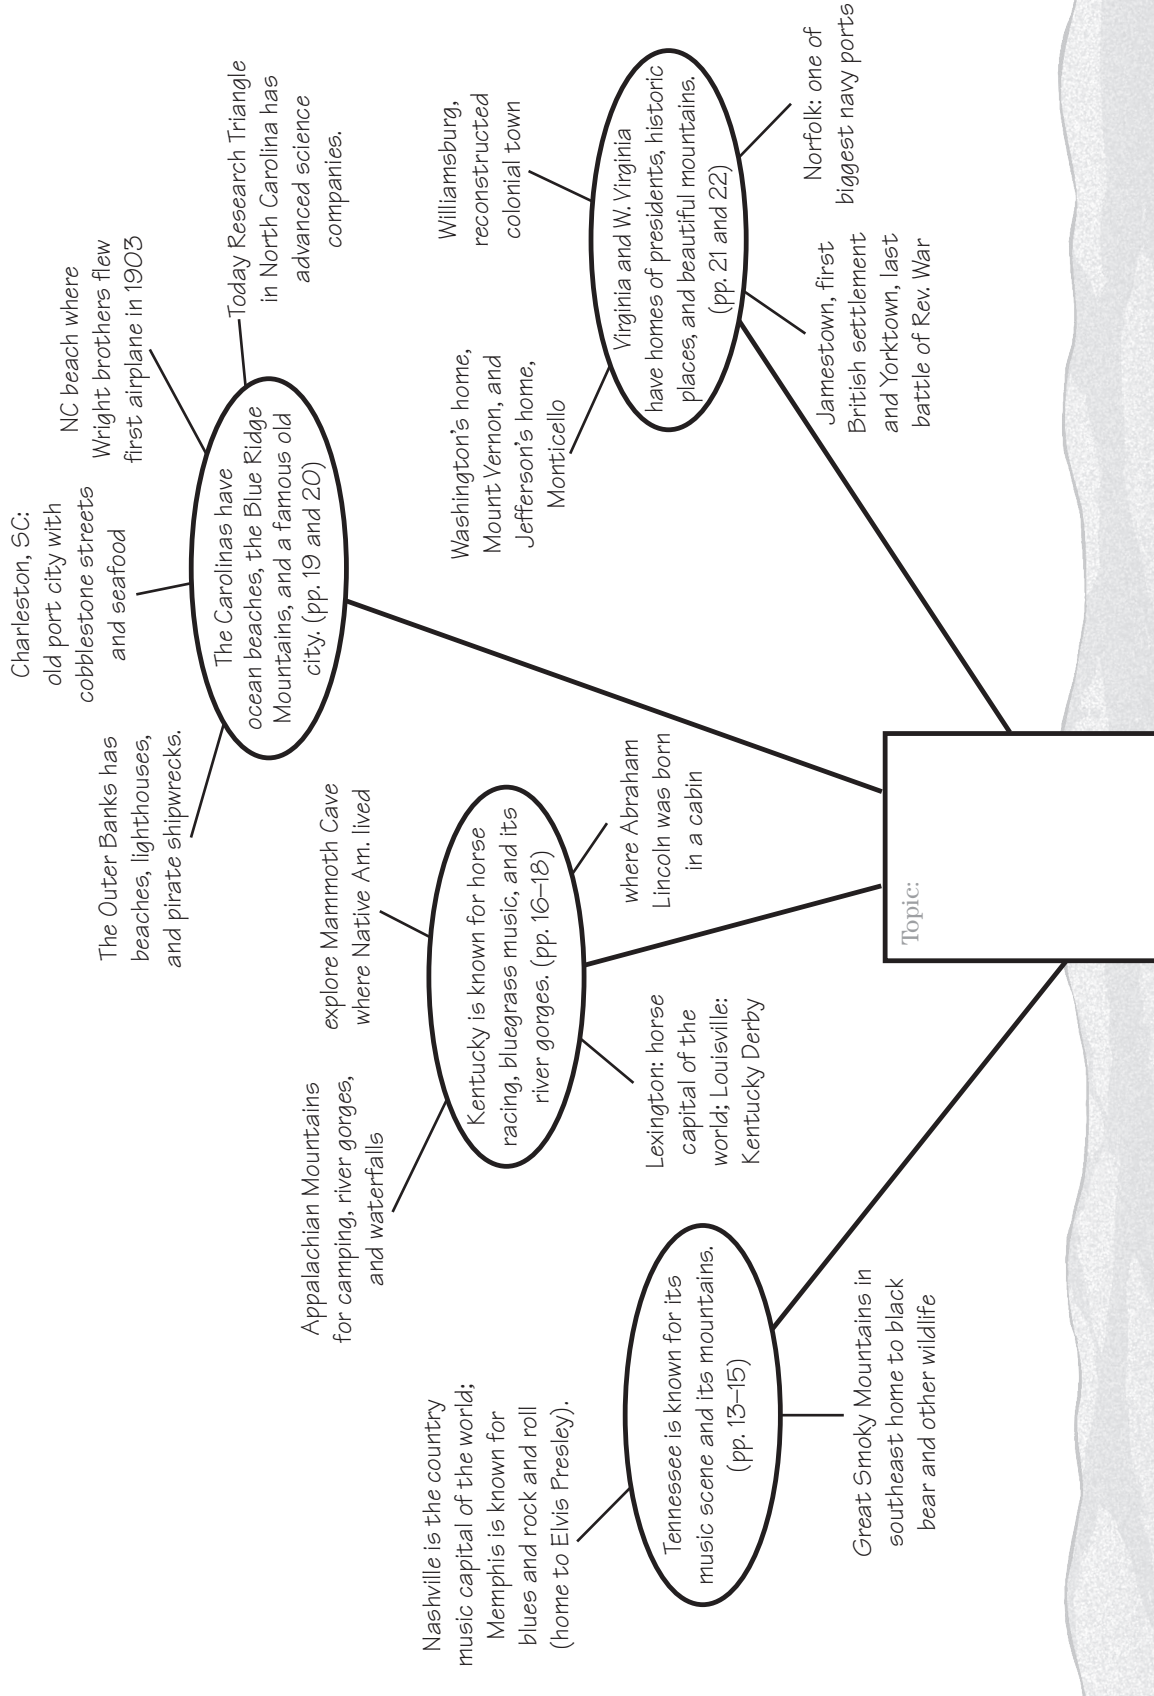 Nashville is the country
music capital of the world;
Memphis is known for
blues and rock and roll
(home to Elvis Presley).
Tennessee is known for its
music scene and its mountains.
(pp. 13–15)
Great Smoky Mountains in
southeast home to black
bear and other wildlife
Appalachian Mountains
for camping, river gorges,
and waterfalls
explore Mammoth Cave
where Native Am. lived
Kentucky is known for horse
racing, bluegrass music, and its
river gorges. (pp. 16–18)
Lexington: horse
capital of the
world; Louisville:
Kentucky Derby
where Abraham
Lincoln was born
in a cabin
The Outer Banks has
beaches, lighthouses,
and pirate shipwrecks.
Charleston, SC:
old port city with
cobblestone streets
and seafood
NC beach where
Wright brothers flew
first airplane in 1903
Today Research Triangle
in North Carolina has
advanced science
companies.
The Carolinas have
ocean beaches, the Blue Ridge
Mountains, and a famous old
city. (pp. 19 and 20)
Washington's home,
Mount Vernon, and
Jefferson's home,
Monticello
Williamsburg,
reconstructed
colonial town
Virginia and W. Virginia
have homes of presidents, historic
places, and beautiful mountains.
(pp. 21 and 22)
Jamestown, first
British settlement
and Yorktown, last
battle of Rev. War
Norfolk: one of
biggest navy ports
Topic: